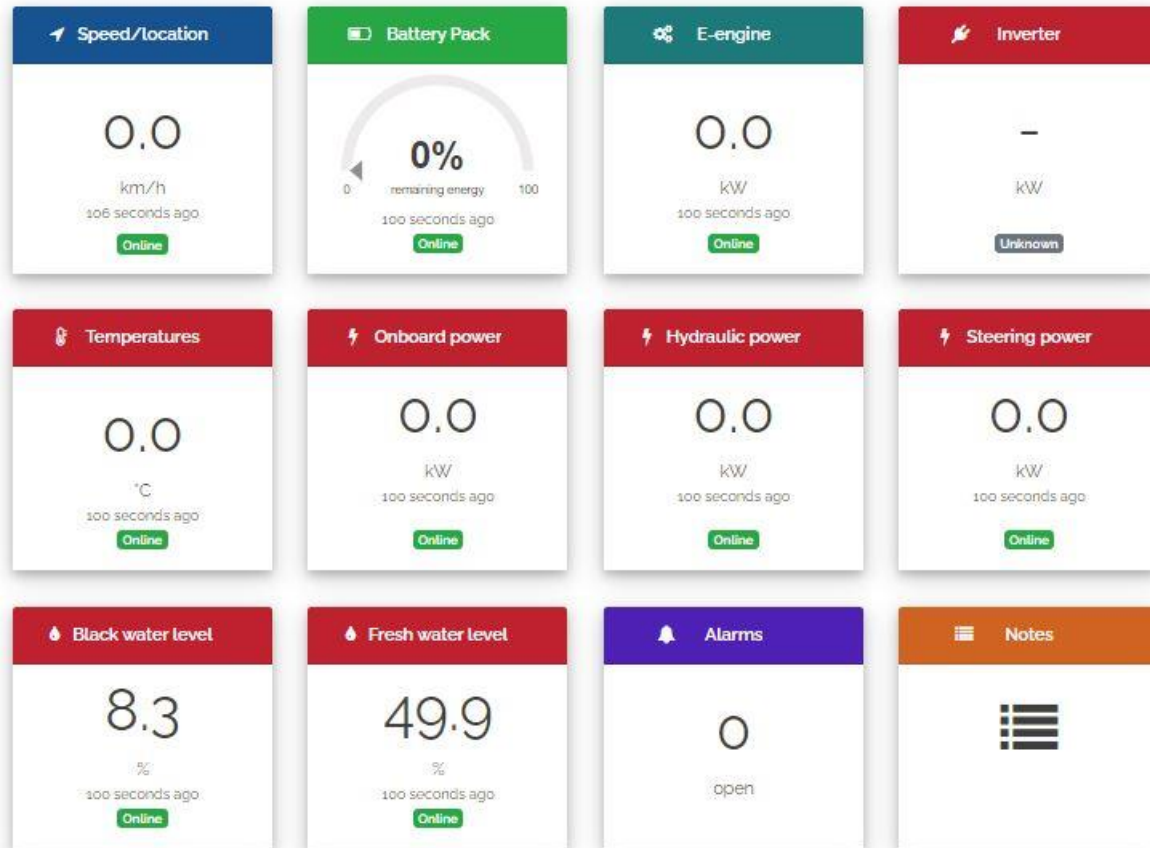 Speed/location
0.0
km/h
106 seconds ago
Online
Battery Pack
0%
0 remaining energy 100
100 seconds ago
Online
E-engine
0.0
kW
100 seconds ago
Online
Inverter
-
kW
Unknown
Temperatures
0.0
°C
100 seconds ago
Online
Onboard power
0.0
kW
100 seconds ago
Online
Hydraulic power
0.0
kW
100 seconds ago
Online
Steering power
0.0
kW
100 seconds ago
Online
Black water level
8.3
%
100 seconds ago
Online
Fresh water level
49.9
%
100 seconds ago
Online
Alarms
0
open
Notes